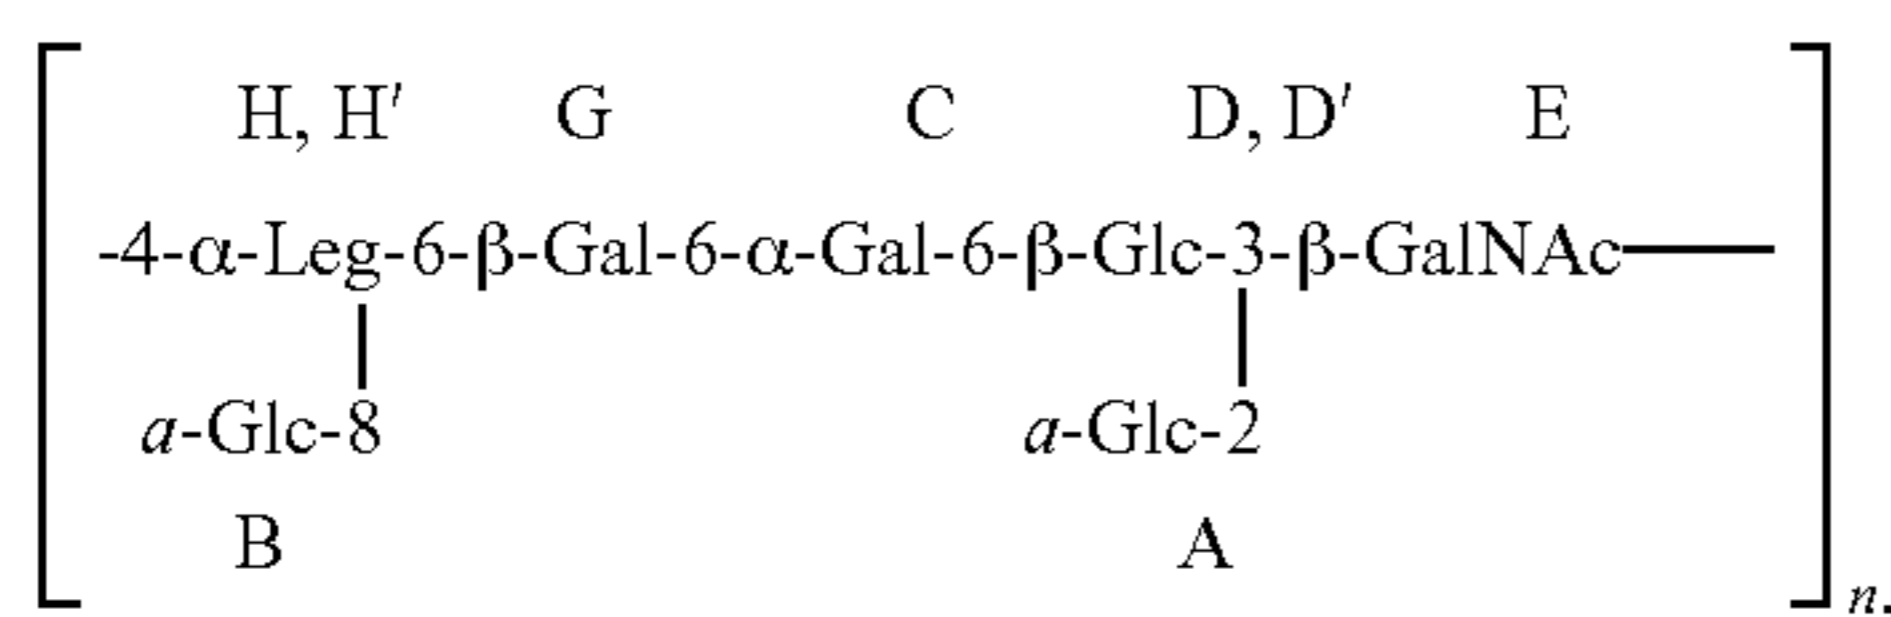 H, H′ G C D, D′ E
-4-α-Leg-6-β-Gal-6-α-Gal-6-β-Glc-3-β-GalNAc
a-Glc-8 a-Glc-2
B A
n.